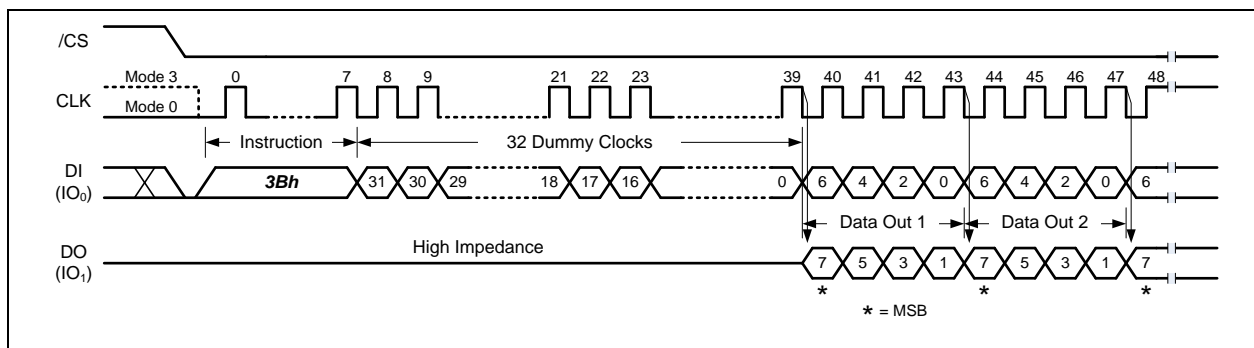 /CS
Mode 3
0 7 8 9 21 22 23 39 40 41 42 43 44 45 46 47 48
CLK
Mode 0
Instruction 32 Dummy Clocks
DI
(IO0)
3Bh 31 30 29 18 17 16 0 6 4 2 0 6 4 2 0 6
Data Out 1 Data Out 2
High Impedance
DO
(IO1)
7 5 3 1 7 5 3 1 7
* * *
* = MSB